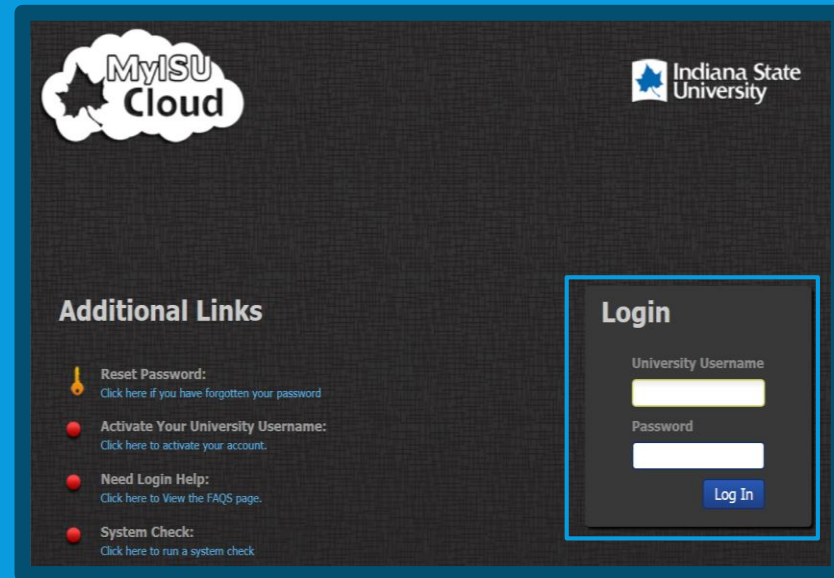 MyISU
Cloud
Indiana State
University
Additional Links
Reset Password:
Click here if you have forgotten your password
Activate Your University Username:
Click here to activate your account.
Need Login Help:
Click here to View the FAQS page.
System Check:
Click here to run a system check
Login
University Username
Password
Log In